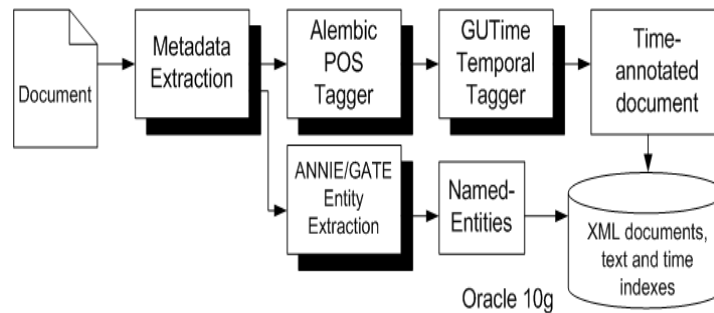 Document
Metadata
Extraction
Alembic
POS
Tagger
GUTime
Temporal
Tagger
Time-
annotated
document
ANNIE/GATE
Entity
Extraction
Named-
Entities
XML documents,
text and time
indexes
Oracle 10g